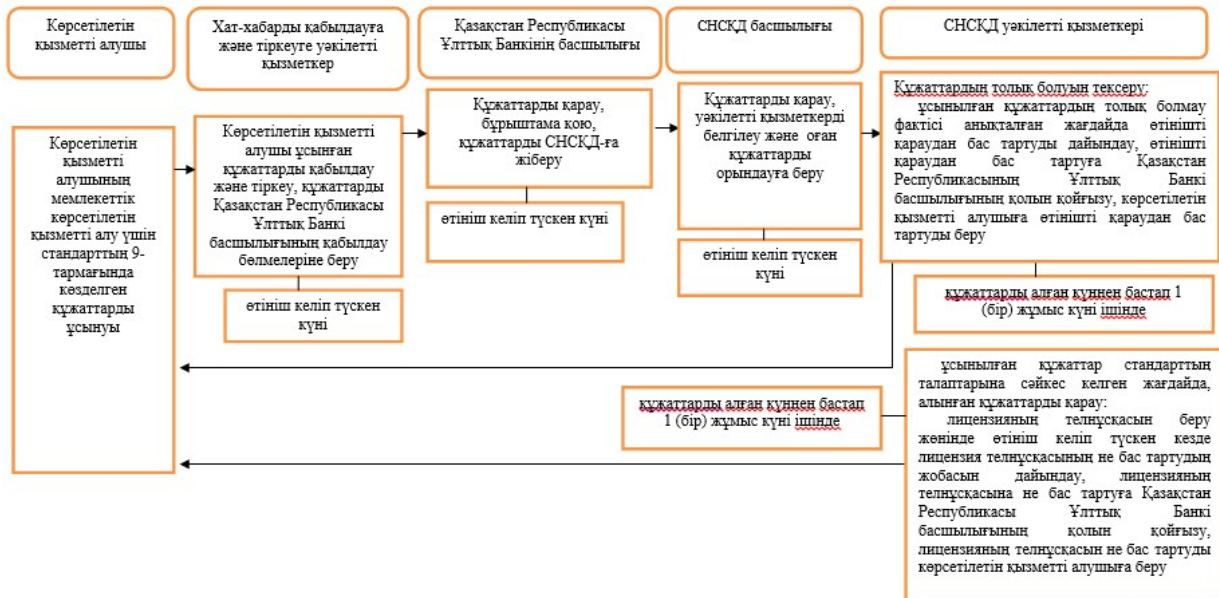 Көрсетілетін
қызметті алушы
Хат-хабарды қабылдауға
және тіркеуге уәкілетті
қызметкер
Қазақстан Республикасы
Ұлттық Банкінің басшылығы
СНСҚД басшылығы
СНСҚД уәкілетті қызметкері
Көрсетілетін
қызметті
алушының
мемлекеттік
көрсетілетін
қызметті алу үшін
стандарттың 9-
тармағында
көзделген
құжаттарды
ұсынуы
Көрсетілетін қызметті
алушы ұсынған
құжаттарды қабылдау
және тіркеу, құжаттарды
Қазақстан Республикасы
Ұлттық Банкі
басшылығының қабылдау
бөлмелеріне беру
өтініш келіп түскен
күні
Құжаттарды қарау,
бұрыштама қою,
құжаттарды СНСҚД-ға
жіберу
өтініш келіп түскен күні
Құжаттарды қарау,
уәкілетті қызметкерді
белгілеу және оған
құжаттарды
орындауға беру
өтініш келіп түскен
күні
Құжаттардың толық болуын тексеру:
ұсынылған құжаттардың толық болмау
фактісі анықталған жағдайда өтінішті
қараудан бас тартуды дайындау, өтінішті
қараудан бас тартуға Қазақстан
Республикасының Ұлттық Банкі
басшылығының қолын қойғызу, көрсетілетін
қызметті алушыға өтінішті қараудан бас
тартуды беру
құжаттарды алған күннен бастап 1
(бір) жұмыс күні ішінде
ұсынылған құжаттар стандарттың
талаптарына сәйкес келген жағдайда,
алынған құжаттарды қарау:
лицензияның телнұсқасын беру
жөнінде өтініш келіп түскен кезде
лицензия телнұсқасының не бас тартудың
жобасын дайындау, лицензияның
телнұсқасына не бас тартуға Қазақстан
Республикасы Ұлттық Банкі
басшылығының қолын қойғызу,
лицензияның телнұсқасын не бас тартуды
көрсетілетін қызметті алушыға беру
құжаттарды алған күннен бастап
1 (бір) жұмыс күні ішінде